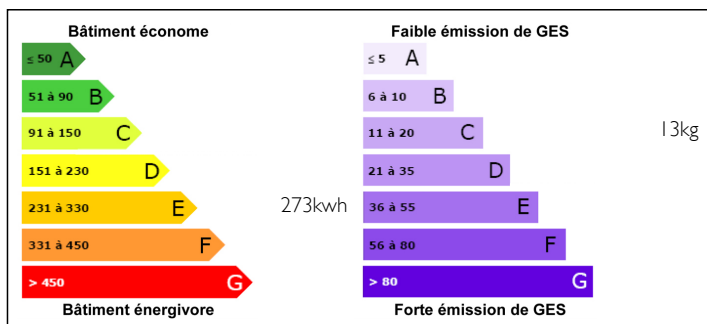 Bâtiment économe
≤ 50 A
51 à 90 B
91 à 150 C
151 à 230 D
231 à 330 E
331 à 450 F
> 450 G
Bâtiment énergivore
273kwh
Faible émission de GES
≤ 5 A
6 à 10 B
11 à 20 C
21 à 35 D
36 à 55 E
56 à 80 F
> 80 G
Forte émission de GES
13kg